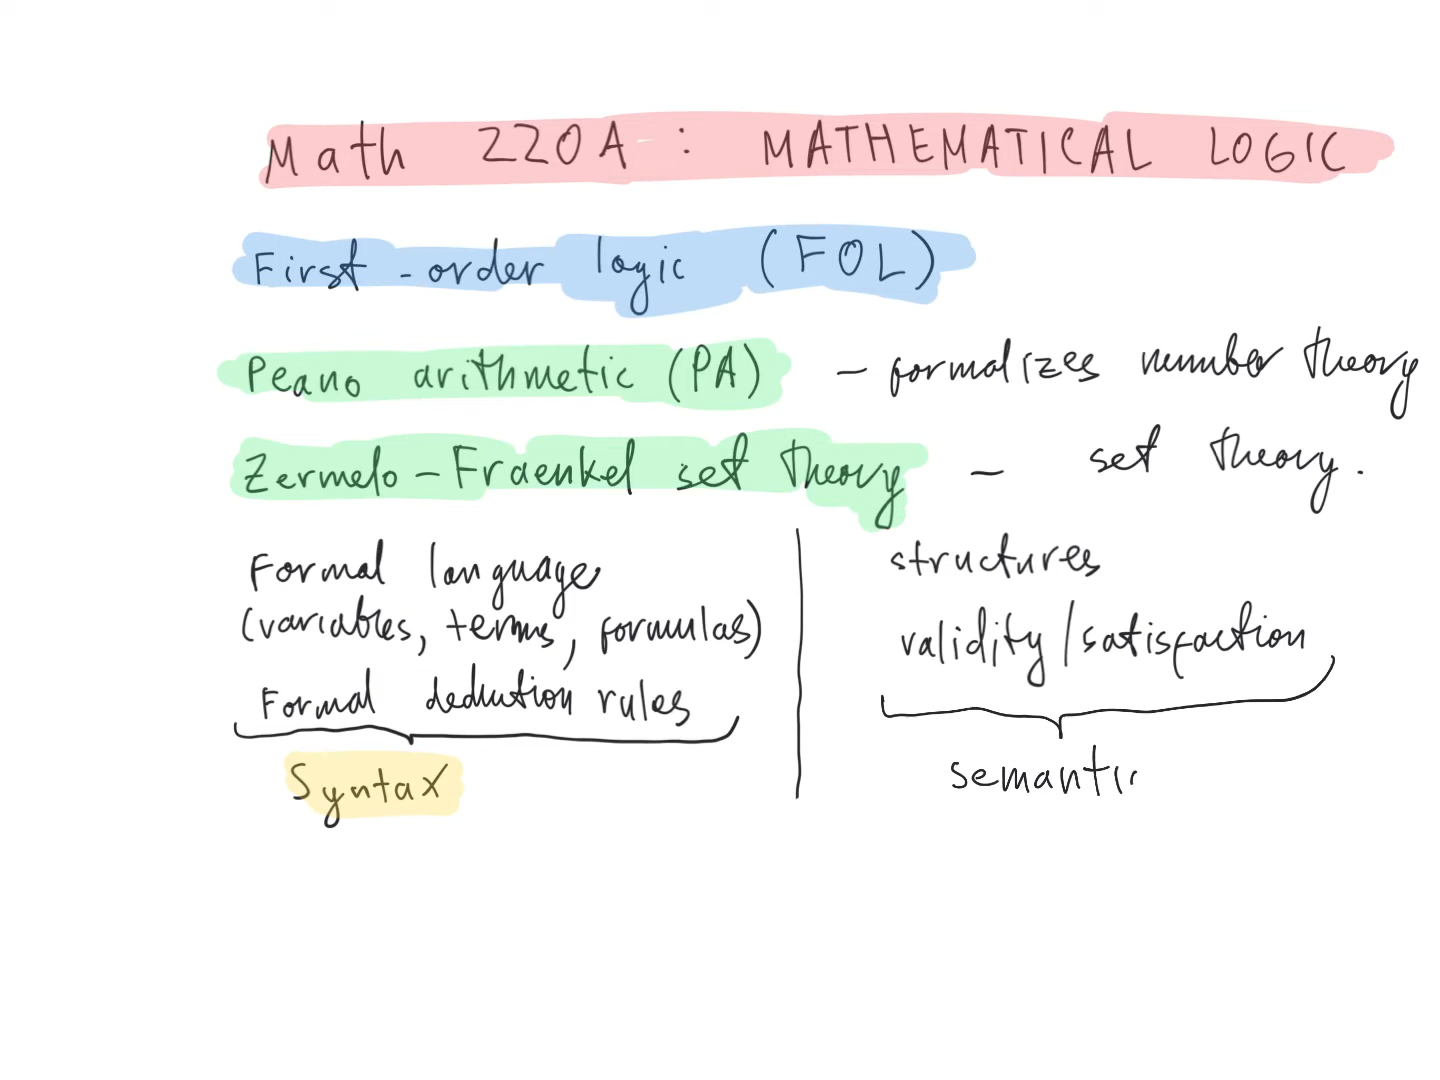 Math 220A : MATHEMATICAL LOGIC
First-order logic (FOL)
Peano arithmetic (PA) – formalizes number theory
Zermelo-Fraenkel set theory – set theory.
Formal language
(variables, terms, formulas)
Formal deduction rules
Syntax
structures
validity/satisfaction
semantic